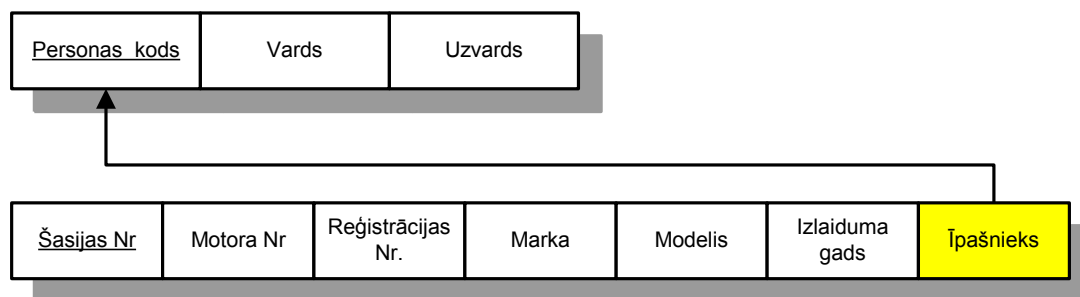 Personas kods
Vards
Uzvards
Šasijas Nr
Motora Nr
Reģistrācijas
Nr.
Marka
Modelis
Izlaiduma
gads
Īpašnieks